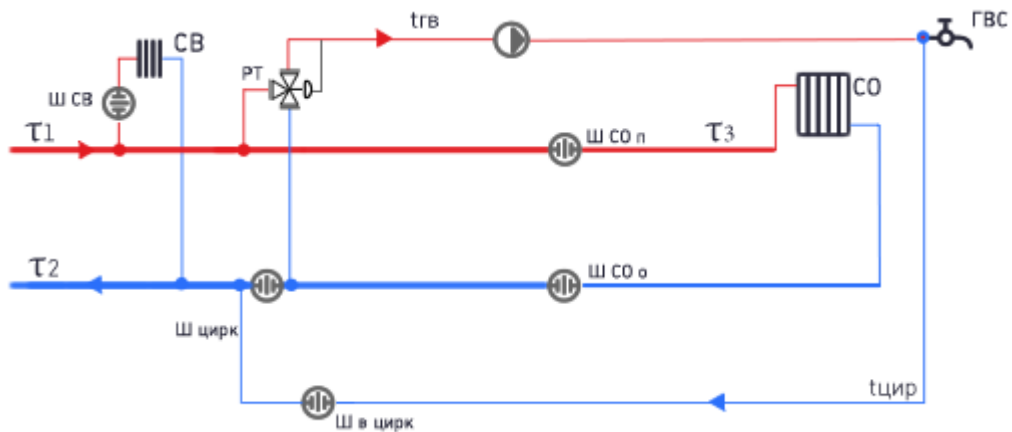 tгв
ГВС
СВ
РТ
Ш СВ
СО
τ1
Ш СО п
τ3
τ2
Ш СО о
Ш цирк
tцир
Ш в цирк